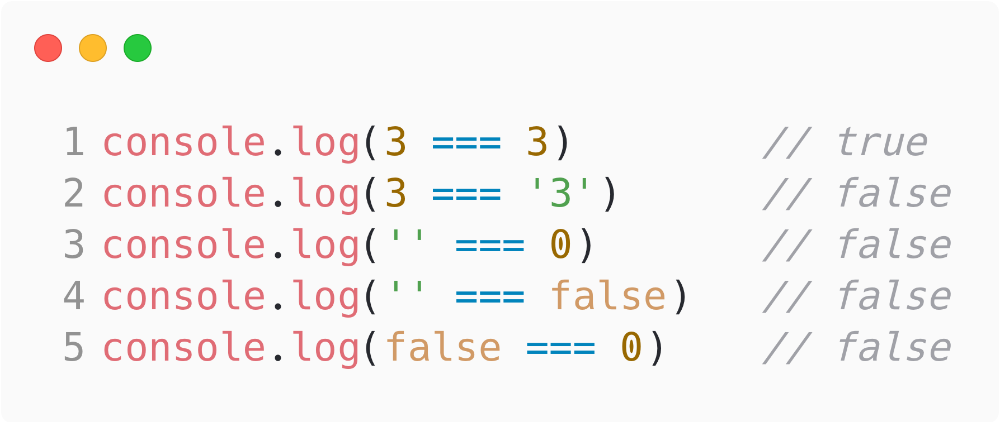 1 console.log(3 === 3)        // true
2 console.log(3 === '3')      // false
3 console.log('' === 0)       // false
4 console.log('' === false)   // false
5 console.log(false === 0)    // false